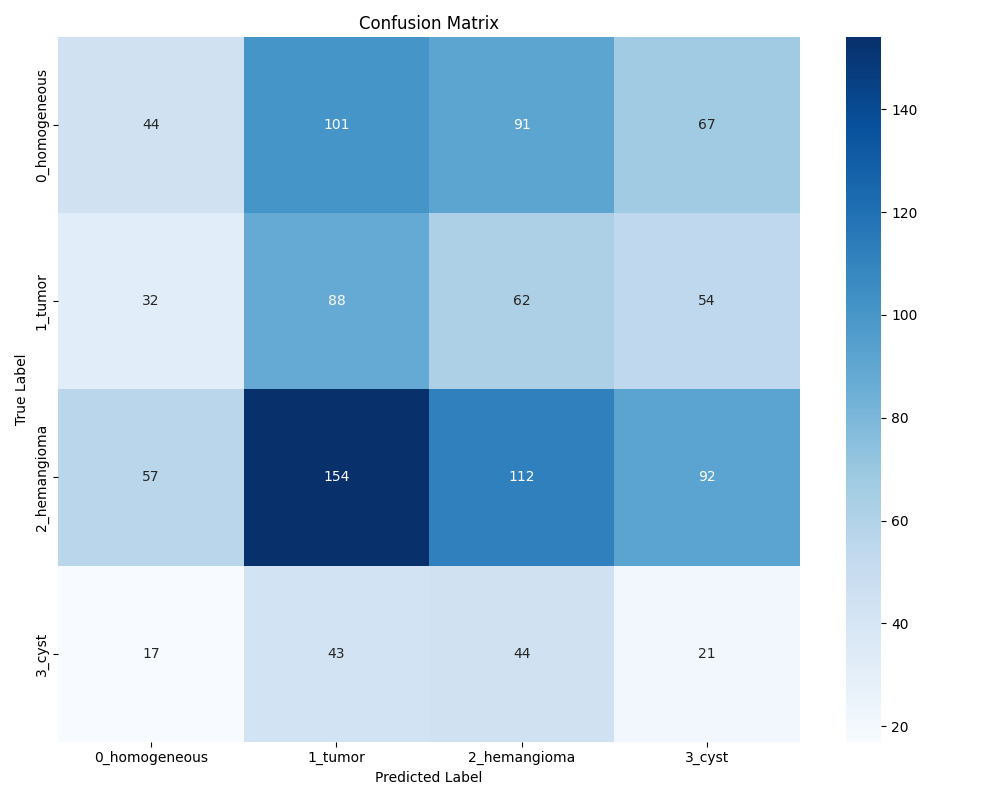 Confusion Matrix
0_homogeneous
44 101 91 67
1_tumor
32 88 62 54
2_hemangioma
57 154 112 92
3_cyst
17 43 44 21
True Label
0_homogeneous 1_tumor 2_hemangioma 3_cyst
Predicted Label
140
120
100
80
60
40
20